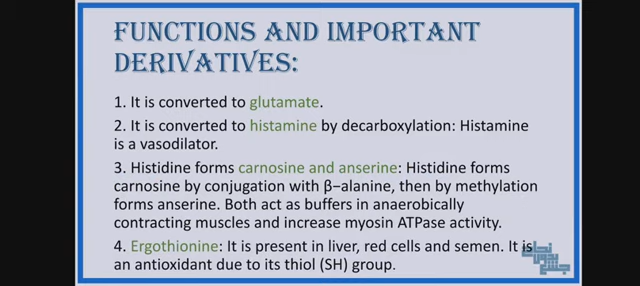 FUNCTIONS AND IMPORTANT
DERIVATIVES:
1. It is converted to glutamate.
2. It is converted to histamine by decarboxylation: Histamine
is a vasodilator.
3. Histidine forms carnosine and anserine: Histidine forms
carnosine by conjugation with β−alanine, then by methylation
forms anserine. Both act as buffers in anaerobically
contracting muscles and increase myosin ATPase activity.
4. Ergothionine: It is present in liver, red cells and semen. It is
an antioxidant due to its thiol (SH) group.